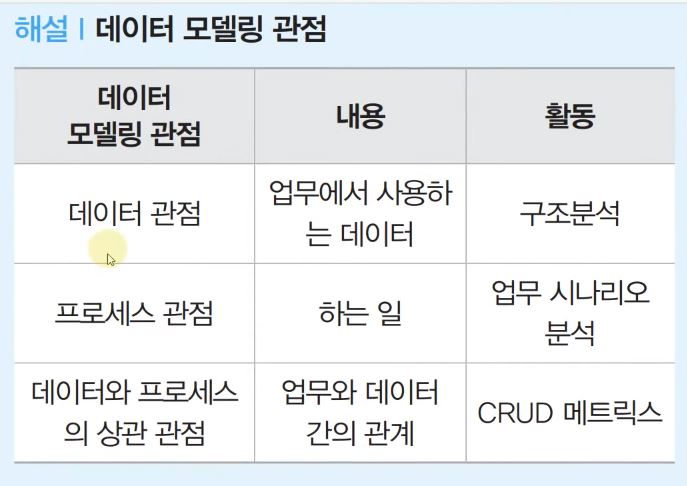 해설 | 데이터 모델링 관점
데이터
모델링 관점
내용
활동
데이터 관점
업무에서 사용하
는 데이터
구조분석
프로세스 관점
하는 일
업무 시나리오
분석
데이터와 프로세스
의 상관 관점
업무와 데이터
간의 관계
CRUD 메트릭스